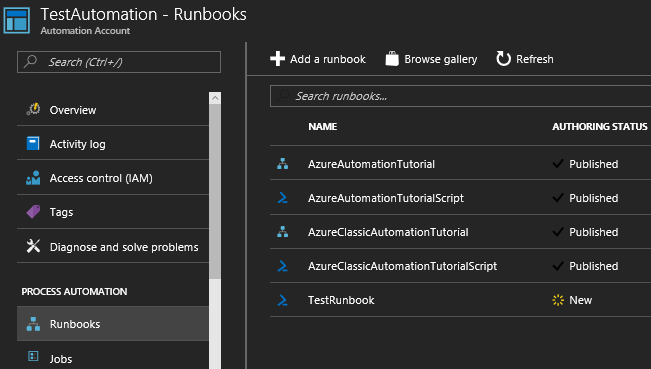 TestAutomation - Runbooks
Automation Account
Search (Ctrl+/)
Overview
Activity log
Access control (IAM)
Tags
Diagnose and solve problems
PROCESS AUTOMATION
Runbooks
Jobs
Add a runbook Browse gallery Refresh
Search runbooks...
NAME AUTHORING STATUS
AzureAutomationTutorial Published
AzureAutomationTutorialScript Published
AzureClassicAutomationTutorial Published
AzureClassicAutomationTutorialScript Published
TestRunbook New